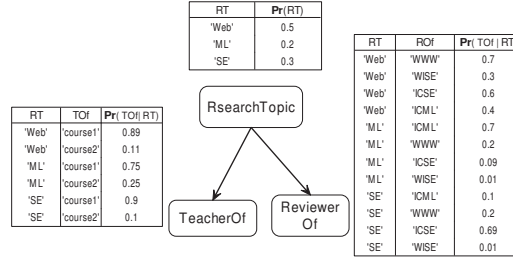 RT Pr(RT)
'Web' 0.5
'ML' 0.2
'SE' 0.3
RT ROf Pr( TOf | RT)
'Web' 'WWW' 0.7
'Web' 'WISE' 0.3
'Web' 'ICSE' 0.6
'Web' 'ICML' 0.4
'ML' 'ICML' 0.7
'ML' 'WWW' 0.2
'ML' 'ICSE' 0.09
'ML' 'WISE' 0.01
'SE' 'ICML' 0.1
'SE' 'WWW' 0.2
'SE' 'ICSE' 0.69
'SE' 'WISE' 0.01
RsearchTopic
RT TOf Pr( TOf| RT)
'Web' 'course1' 0.89
'Web' 'course2' 0.11
'ML' 'course1' 0.75
'ML' 'course2' 0.25
'SE' 'course1' 0.9
'SE' 'course2' 0.1
TeacherOf
Reviewer
Of